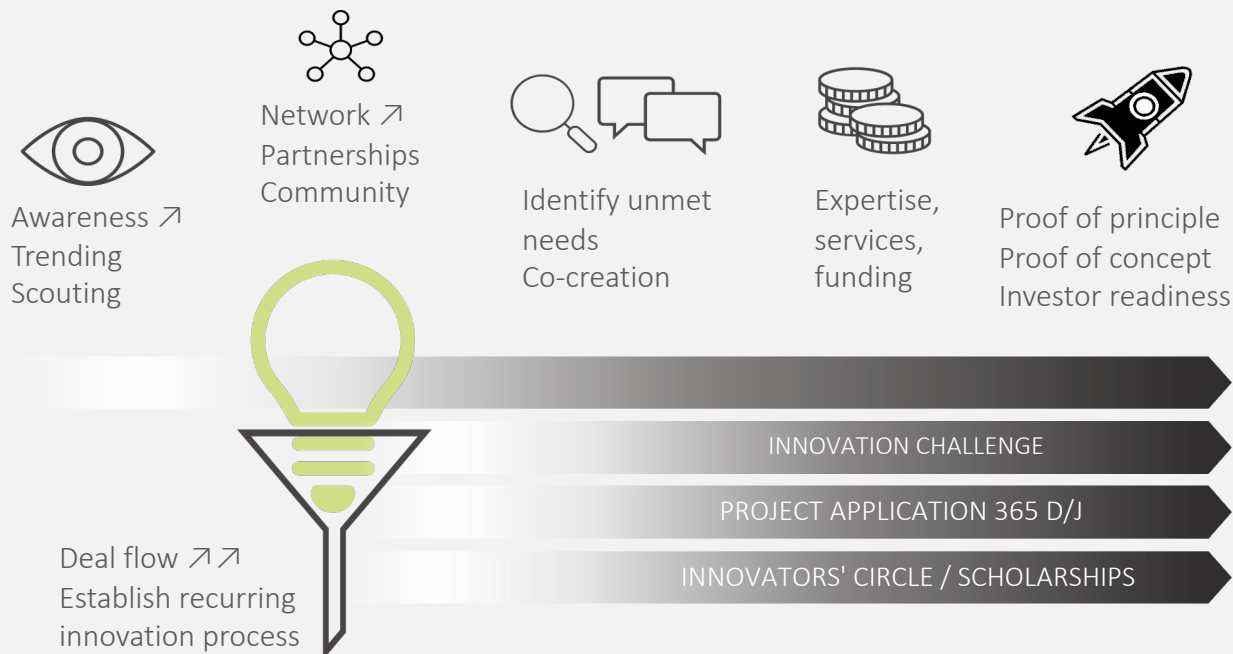 Awareness ↗
Trending
Scouting
Network ↗
Partnerships
Community
Identify unmet
needs
Co-creation
Expertise,
services,
funding
Proof of principle
Proof of concept
Investor readiness
INNOVATION CHALLENGE
PROJECT APPLICATION 365 D/J
INNOVATORS' CIRCLE / SCHOLARSHIPS
Deal flow ↗↗
Establish recurring
innovation process